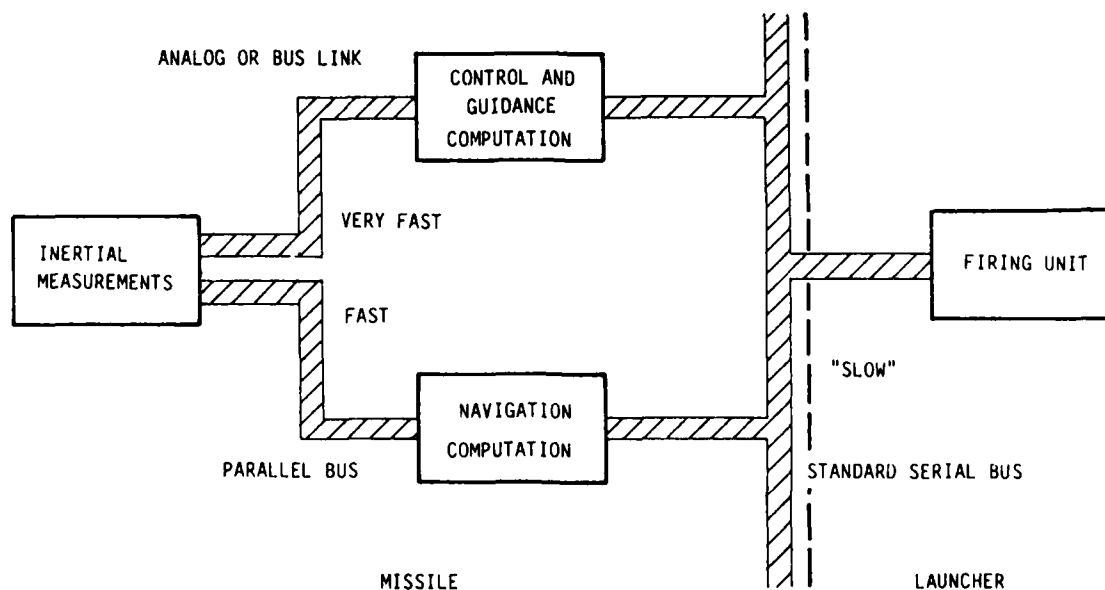 ANALOG OR BUS LINK
CONTROL AND
GUIDANCE
COMPUTATION
VERY FAST
INERTIAL
MEASUREMENTS
FIRING UNIT
FAST
"SLOW"
NAVIGATION
COMPUTATION
PARALLEL BUS
STANDARD SERIAL BUS
MISSILE
LAUNCHER